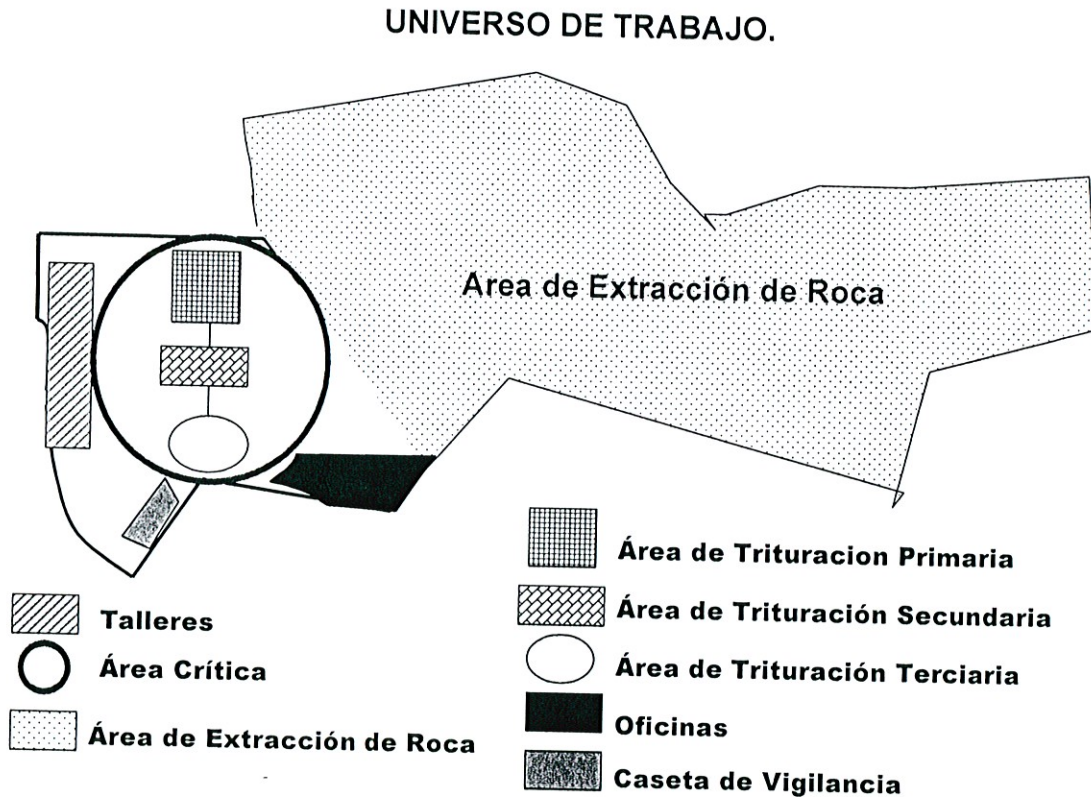 UNIVERSO DE TRABAJO.
Area de Extracción de Roca
Talleres
Área Crítica
Área de Extracción de Roca
Área de Trituracion Primaria
Área de Trituración Secundaria
Área de Trituración Terciaria
Oficinas
Caseta de Vigilancia